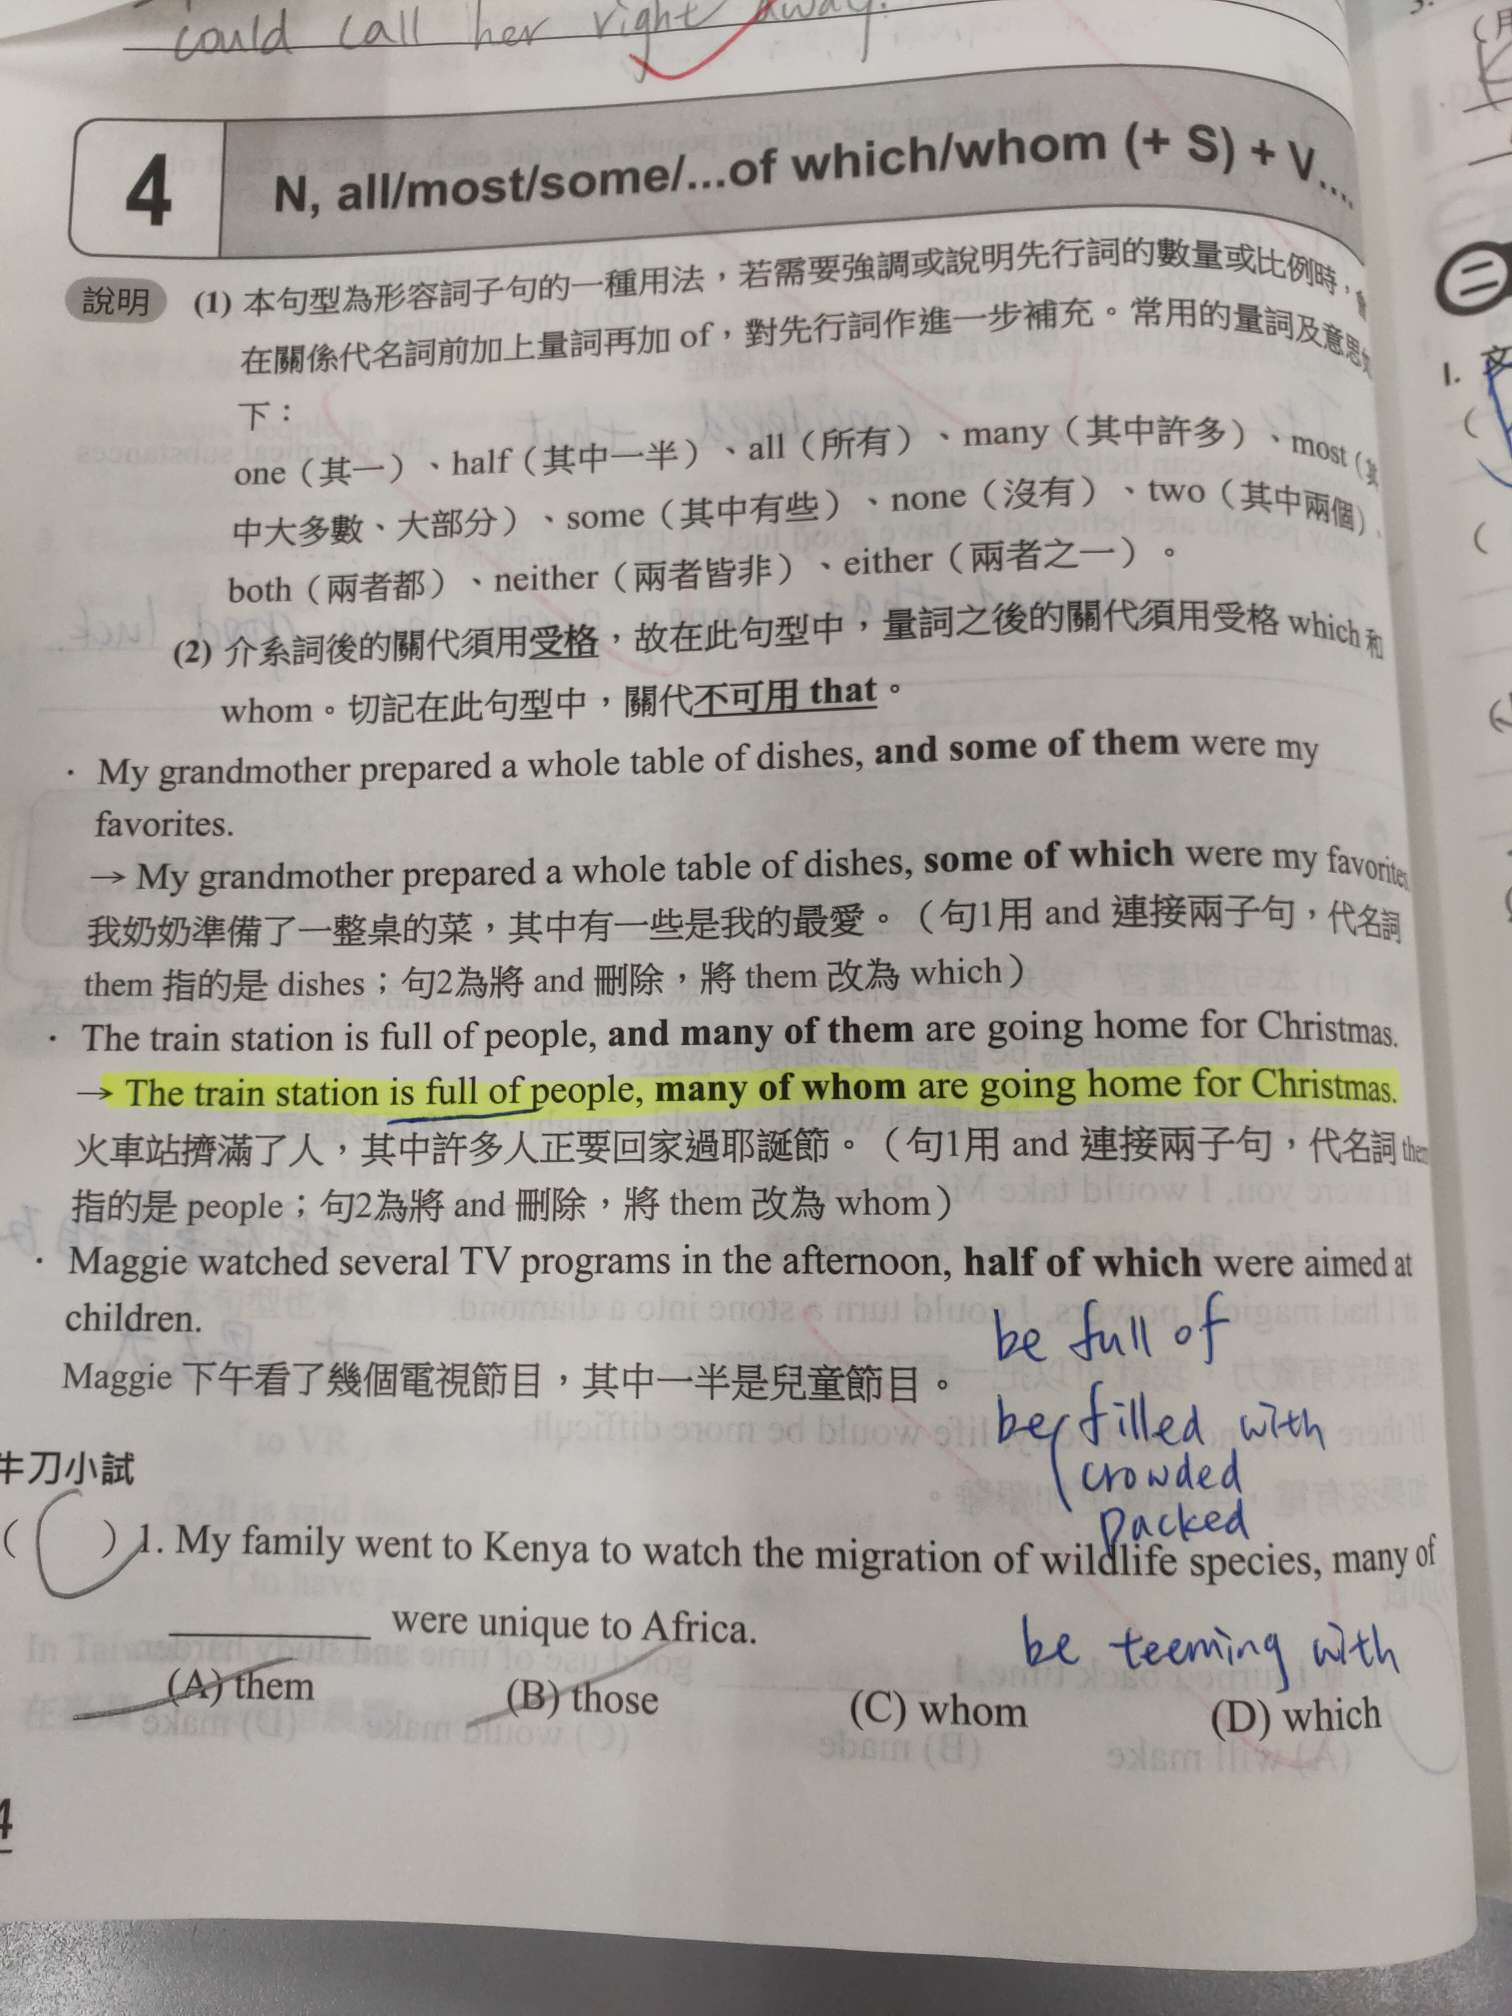 could call her right away.
4 N, all/most/some/...of which/whom (+ S) + V....
說明 (1) 本句型為形容詞子句的一種用法，若需要強調或說明先行詞的數量或比例時，會
在關係代名詞前加上量詞再加 of，對先行詞作進一步補充。常用的量詞及意思如
下：
one（其一）、half（其中一半）、all（所有）、many（其中許多）、most（其
中大多數、大部分）、some（其中有些）、none（沒有）、two（其中兩個）、
both（兩者都）、neither（兩者皆非）、either（兩者之一）。
(2) 介系詞後的關代須用受格，故在此句型中，量詞之後的關代須用受格 which 和
whom。切記在此句型中，關代不可用 that。
· My grandmother prepared a whole table of dishes, and some of them were my
favorites.
→ My grandmother prepared a whole table of dishes, some of which were my favorites.
我奶奶準備了一整桌的菜，其中有一些是我的最愛。（句1用 and 連接兩子句，代名詞
them 指的是 dishes；句2為將 and 刪除，將 them 改為 which）
· The train station is full of people, and many of them are going home for Christmas.
→ The train station is full of people, many of whom are going home for Christmas.
火車站擠滿了人，其中許多人正要回家過耶誕節。（句1用 and 連接兩子句，代名詞 them
指的是 people；句2為將 and 刪除，將 them 改為 whom）
· Maggie watched several TV programs in the afternoon, half of which were aimed at
children.
Maggie 下午看了幾個電視節目，其中一半是兒童節目。
be full of
be filled with
crowded
packed
牛刀小試
( ) 1. My family went to Kenya to watch the migration of wildlife species, many of
________ were unique to Africa.
be teeming with
(A) them (B) those (C) whom (D) which
4
二
1.